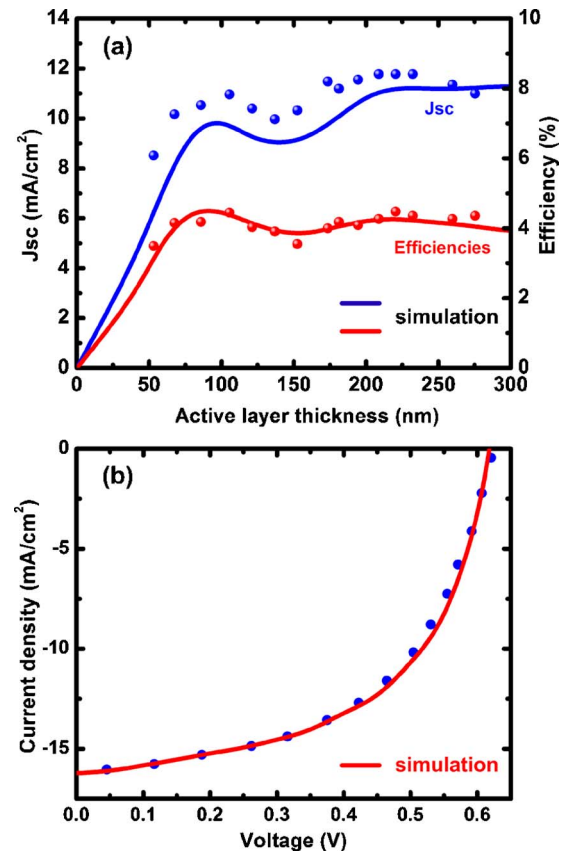 (a)
14
12
10
8
6
4
2
0
Jsc (mA/cm²)
10
8
6
4
2
0
Efficiency (%)
Jsc
Efficiencies
simulation
0 50 100 150 200 250 300
Active layer thickness (nm)
(b)
0
-5
-10
-15
Current density (mA/cm²)
simulation
0.0 0.1 0.2 0.3 0.4 0.5 0.6
Voltage (V)